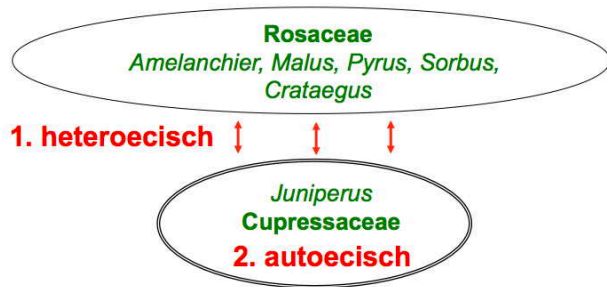 Rosaceae
Amelanchier, Malus, Pyrus, Sorbus,
Crataegus
1. heteroecisch
Juniperus
Cupressaceae
2. autoecisch